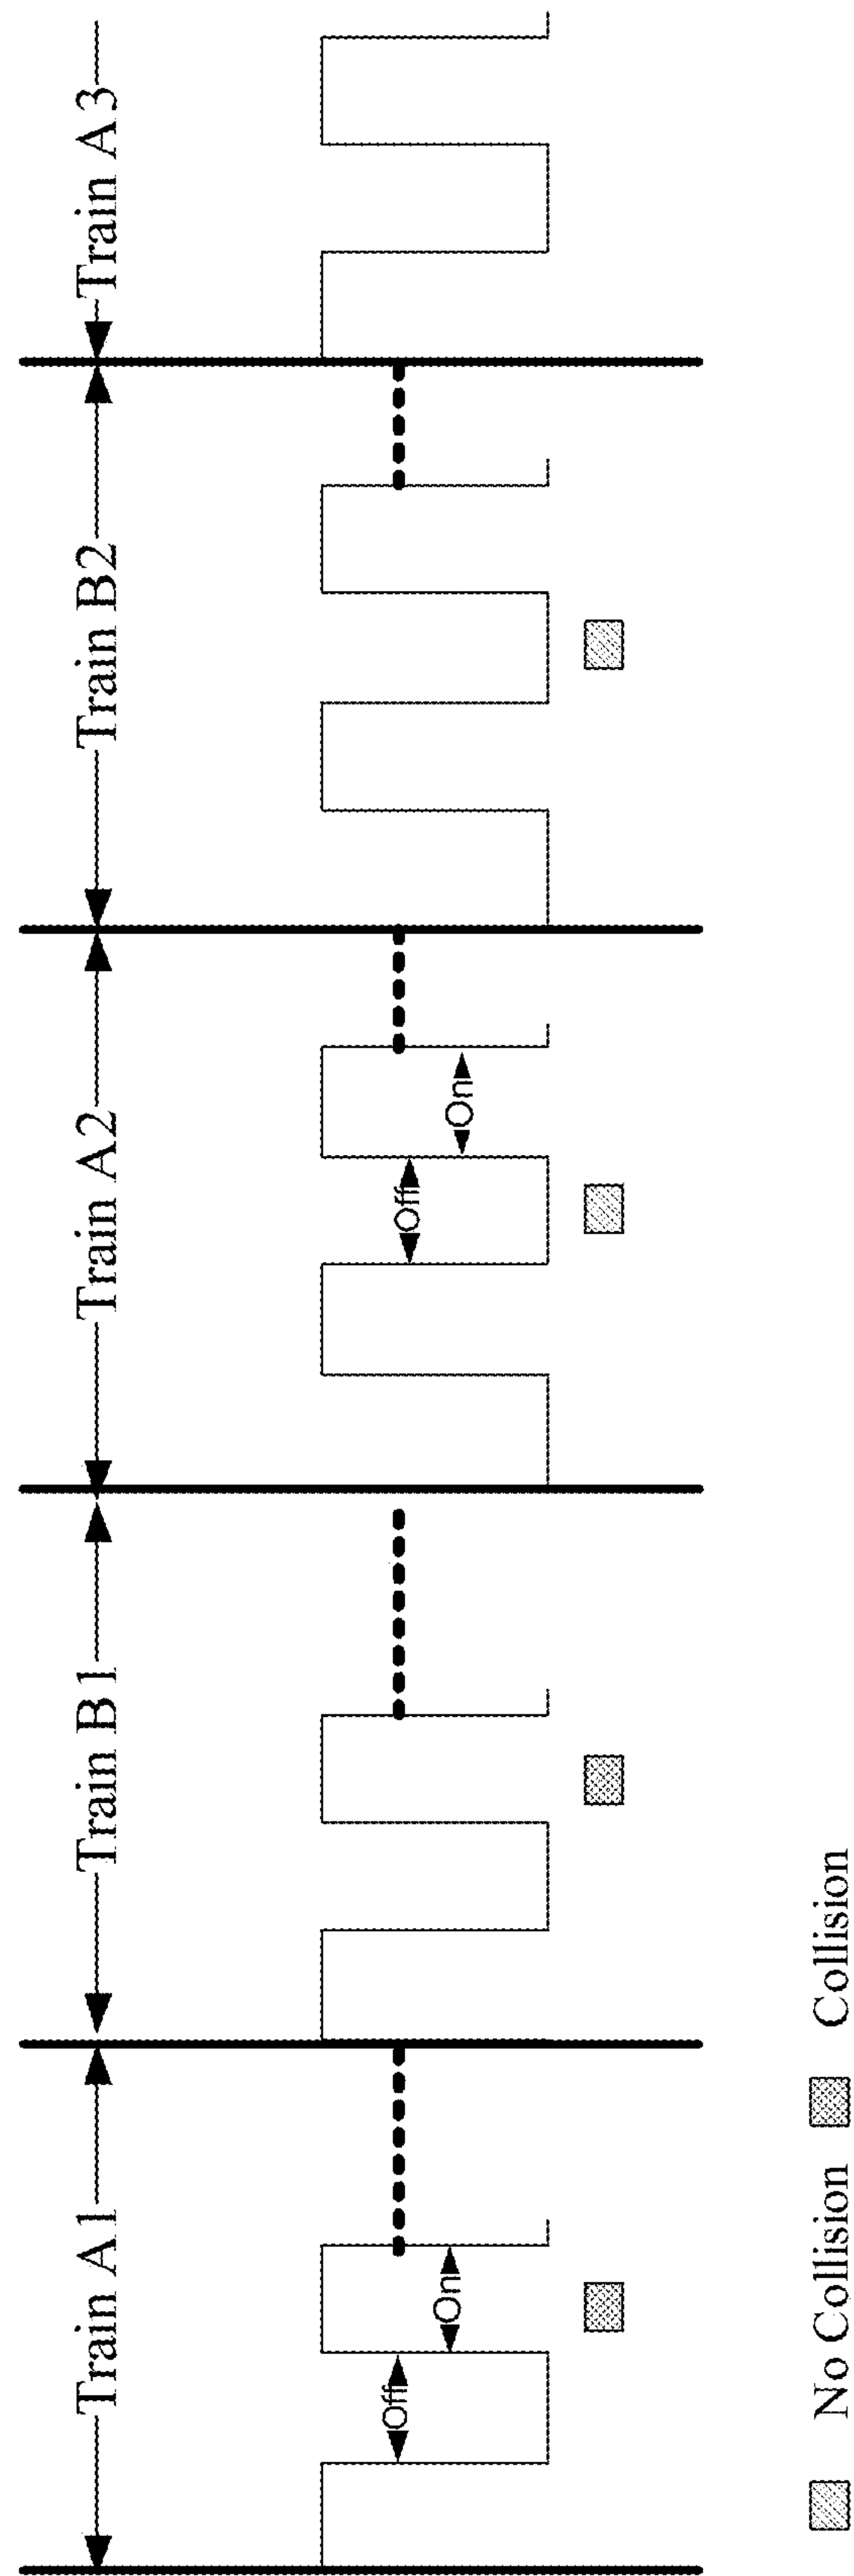 Train A1
Train B1
Train A2
Train B2
Train A3
Off
On
Off
On
No Collision
Collision